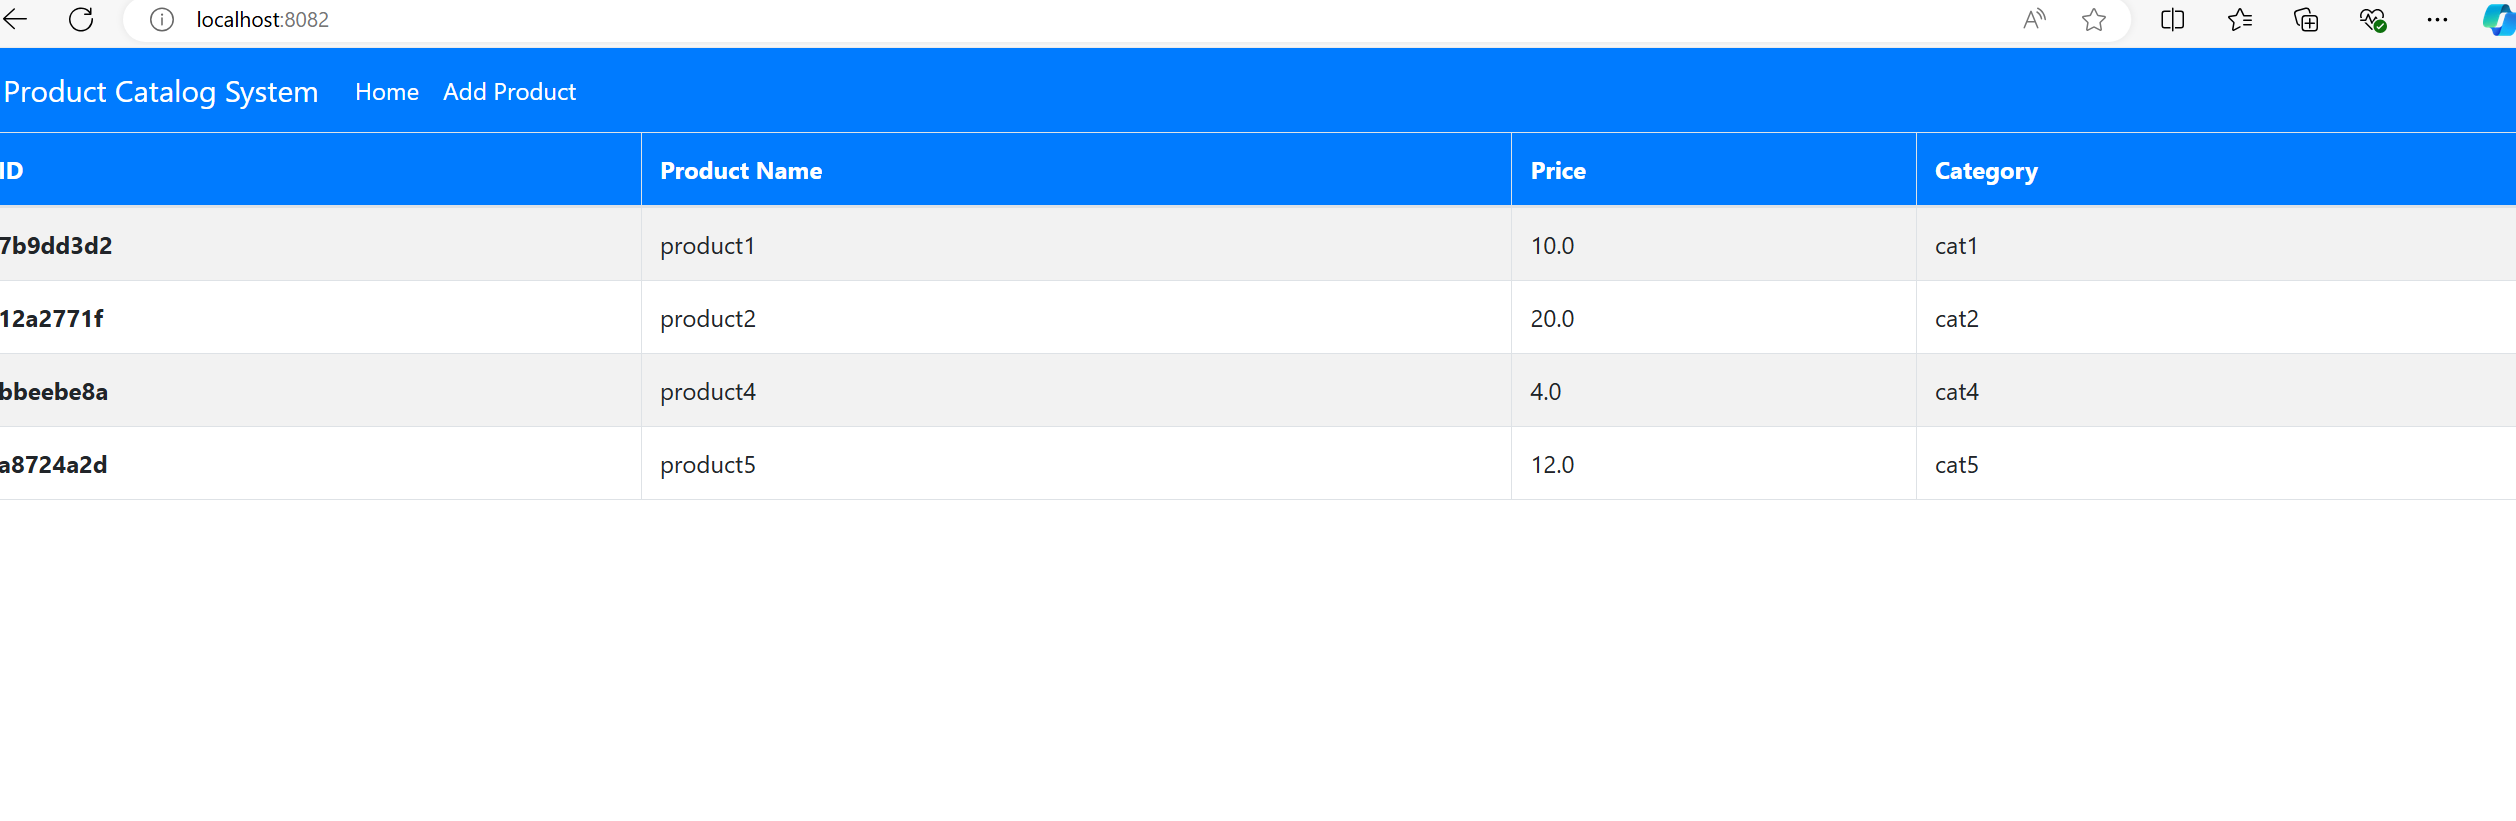 localhost:8082
Product Catalog System Home Add Product
ID Product Name Price Category
7b9dd3d2 product1 10.0 cat1
12a2771f product2 20.0 cat2
bbeebe8a product4 4.0 cat4
a8724a2d product5 12.0 cat5